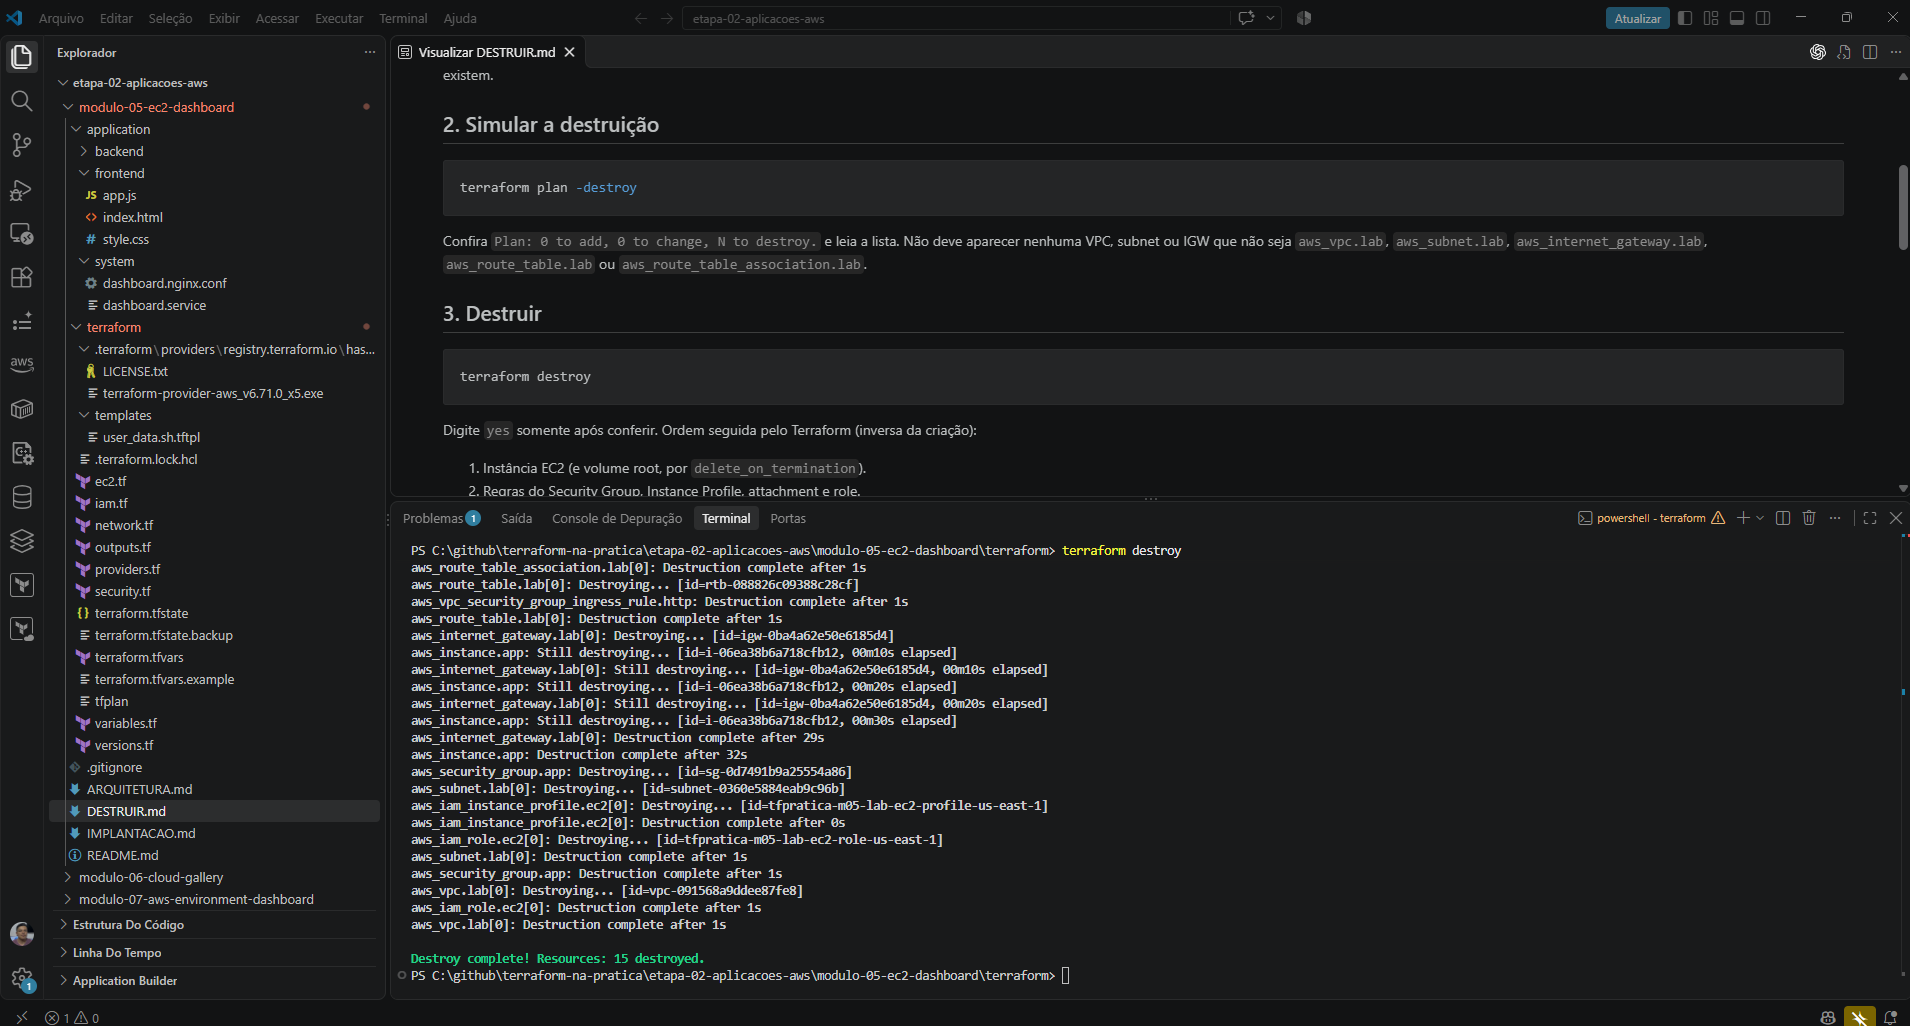 Arquivo Editar Seleção Exibir Acessar Executar Terminal Ajuda
etapa-02-aplicacoes-aws
Atualizar
Explorador
etapa-02-aplicacoes-aws
modulo-05-ec2-dashboard
application
backend
frontend
JS app.js
<> index.html
# style.css
system
dashboard.nginx.conf
dashboard.service
terraform
.terraform\providers\registry.terraform.io\has...
LICENSE.txt
terraform-provider-aws_v6.71.0_x5.exe
templates
user_data.sh.tftpl
.terraform.lock.hcl
ec2.tf
iam.tf
network.tf
outputs.tf
providers.tf
security.tf
{} terraform.tfstate
terraform.tfstate.backup
terraform.tfvars
terraform.tfvars.example
tfplan
variables.tf
versions.tf
.gitignore
ARQUITETURA.md
DESTRUIR.md
IMPLANTACAO.md
README.md
modulo-06-cloud-gallery
modulo-07-aws-environment-dashboard
Estrutura Do Código
Linha Do Tempo
Application Builder
aws
1
1 0
Visualizar DESTRUIR.md
existem.
2. Simular a destruição
terraform plan -destroy
Confira Plan: 0 to add, 0 to change, N to destroy. e leia a lista. Não deve aparecer nenhuma VPC, subnet ou IGW que não seja aws_vpc.lab, aws_subnet.lab, aws_internet_gateway.lab,
aws_route_table.lab ou aws_route_table_association.lab.
3. Destruir
terraform destroy
Digite yes somente após conferir. Ordem seguida pelo Terraform (inversa da criação):
1. Instância EC2 (e volume root, por delete_on_termination).
2. Regras do Security Group, Instance Profile, attachment e role.
Problemas 1 Saída Console de Depuração Terminal Portas
powershell - terraform
PS C:\github\terraform-na-pratica\etapa-02-aplicacoes-aws\modulo-05-ec2-dashboard\terraform> terraform destroy
aws_route_table_association.lab[0]: Destruction complete after 1s
aws_route_table.lab[0]: Destroying... [id=rtb-088826c09388c28cf]
aws_vpc_security_group_ingress_rule.http: Destruction complete after 1s
aws_route_table.lab[0]: Destruction complete after 1s
aws_internet_gateway.lab[0]: Destroying... [id=igw-0ba4a62e50e6185d4]
aws_instance.app: Still destroying... [id=i-06ea38b6a718cfb12, 00m10s elapsed]
aws_internet_gateway.lab[0]: Still destroying... [id=igw-0ba4a62e50e6185d4, 00m10s elapsed]
aws_instance.app: Still destroying... [id=i-06ea38b6a718cfb12, 00m20s elapsed]
aws_internet_gateway.lab[0]: Still destroying... [id=igw-0ba4a62e50e6185d4, 00m20s elapsed]
aws_instance.app: Still destroying... [id=i-06ea38b6a718cfb12, 00m30s elapsed]
aws_internet_gateway.lab[0]: Destruction complete after 29s
aws_instance.app: Destruction complete after 32s
aws_security_group.app: Destroying... [id=sg-0d7491b9a25554a86]
aws_subnet.lab[0]: Destroying... [id=subnet-0360e5884eab9c96b]
aws_iam_instance_profile.ec2[0]: Destroying... [id=tfpratica-m05-lab-ec2-profile-us-east-1]
aws_iam_instance_profile.ec2[0]: Destruction complete after 0s
aws_iam_role.ec2[0]: Destroying... [id=tfpratica-m05-lab-ec2-role-us-east-1]
aws_subnet.lab[0]: Destruction complete after 1s
aws_security_group.app: Destruction complete after 1s
aws_vpc.lab[0]: Destroying... [id=vpc-091568a9ddee87fe8]
aws_iam_role.ec2[0]: Destruction complete after 1s
aws_vpc.lab[0]: Destruction complete after 1s
Destroy complete! Resources: 15 destroyed.
PS C:\github\terraform-na-pratica\etapa-02-aplicacoes-aws\modulo-05-ec2-dashboard\terraform>